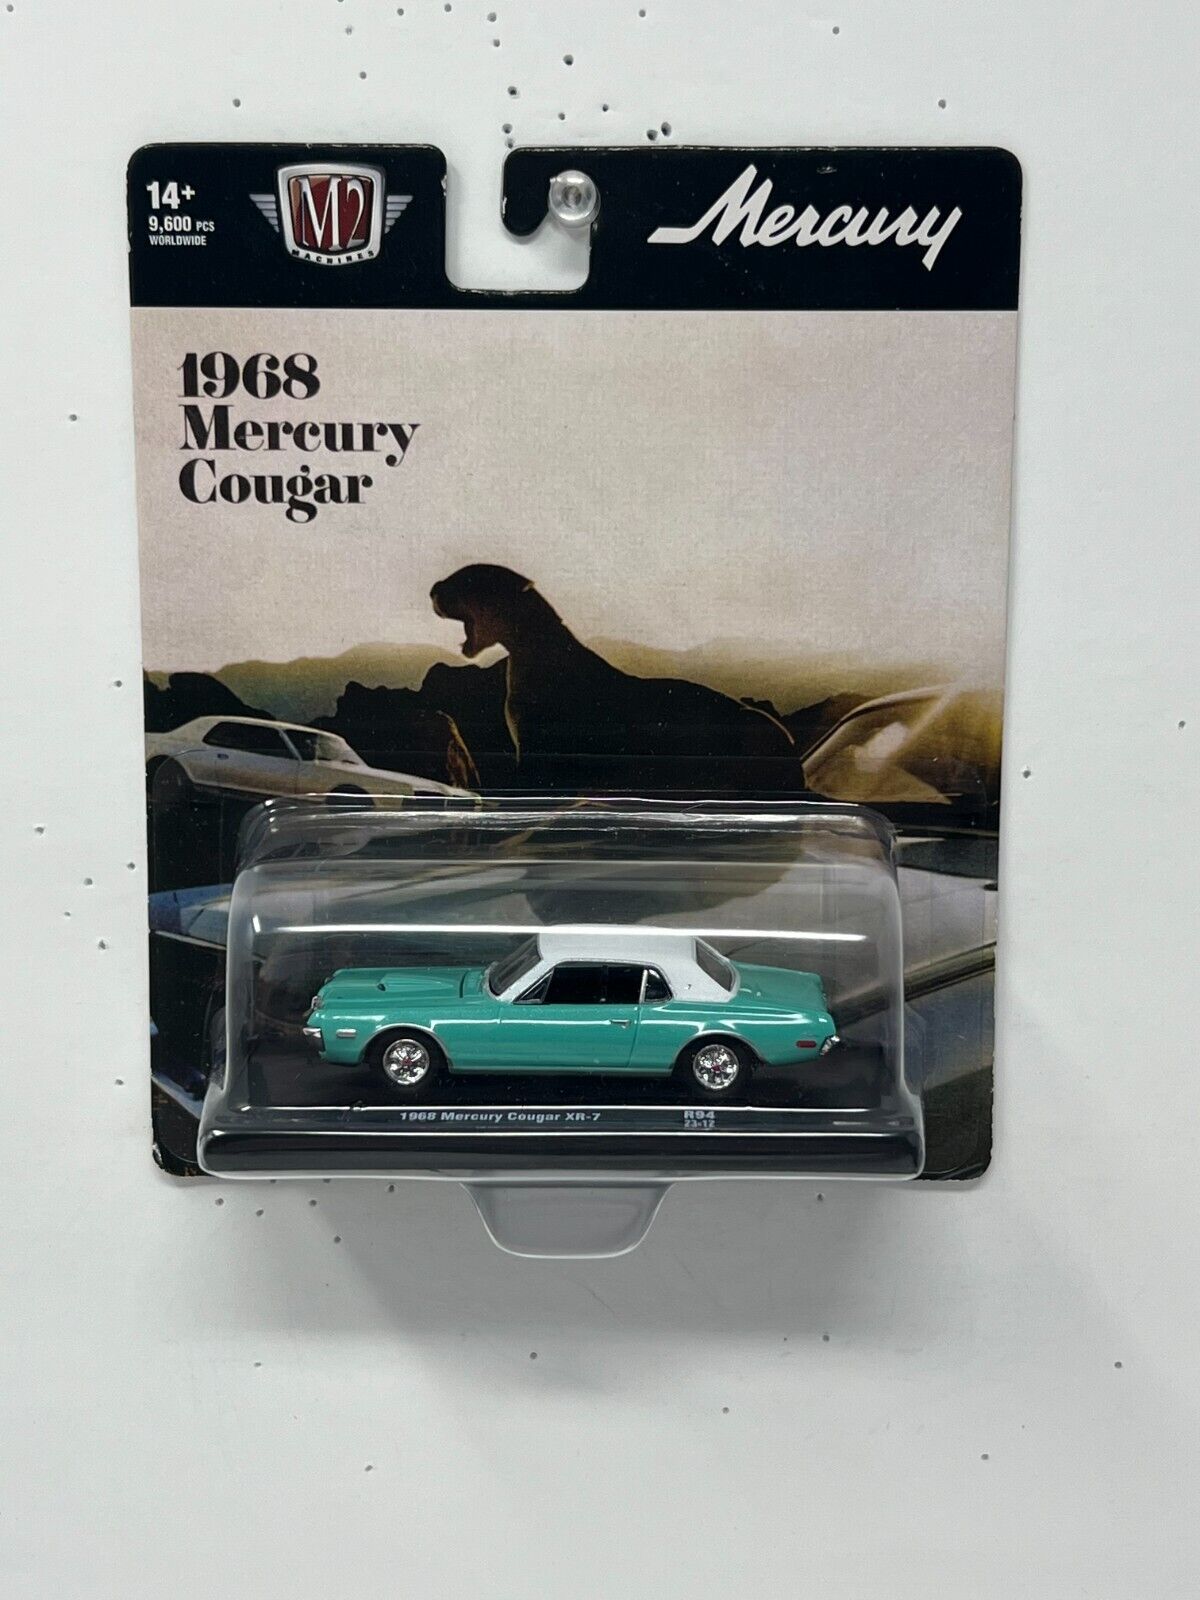 14+
9,600 PCS
WORLDWIDE
M2
MACHINES
Mercury
1968
Mercury
Cougar
1968 Mercury Cougar XR-7
R94
23-12